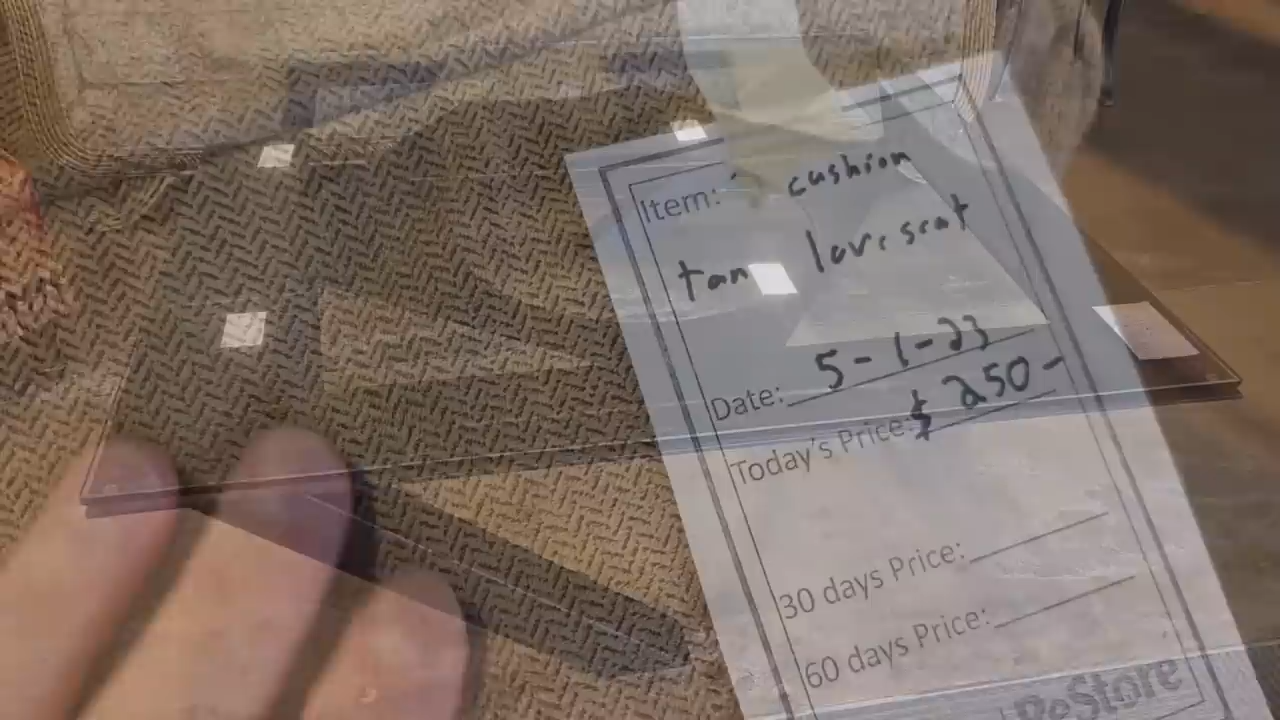 Item: cushion
tan loveseat
Date: 5-1-23
Today's Price: $ 250-
30 days Price:
60 days Price:
ReStore